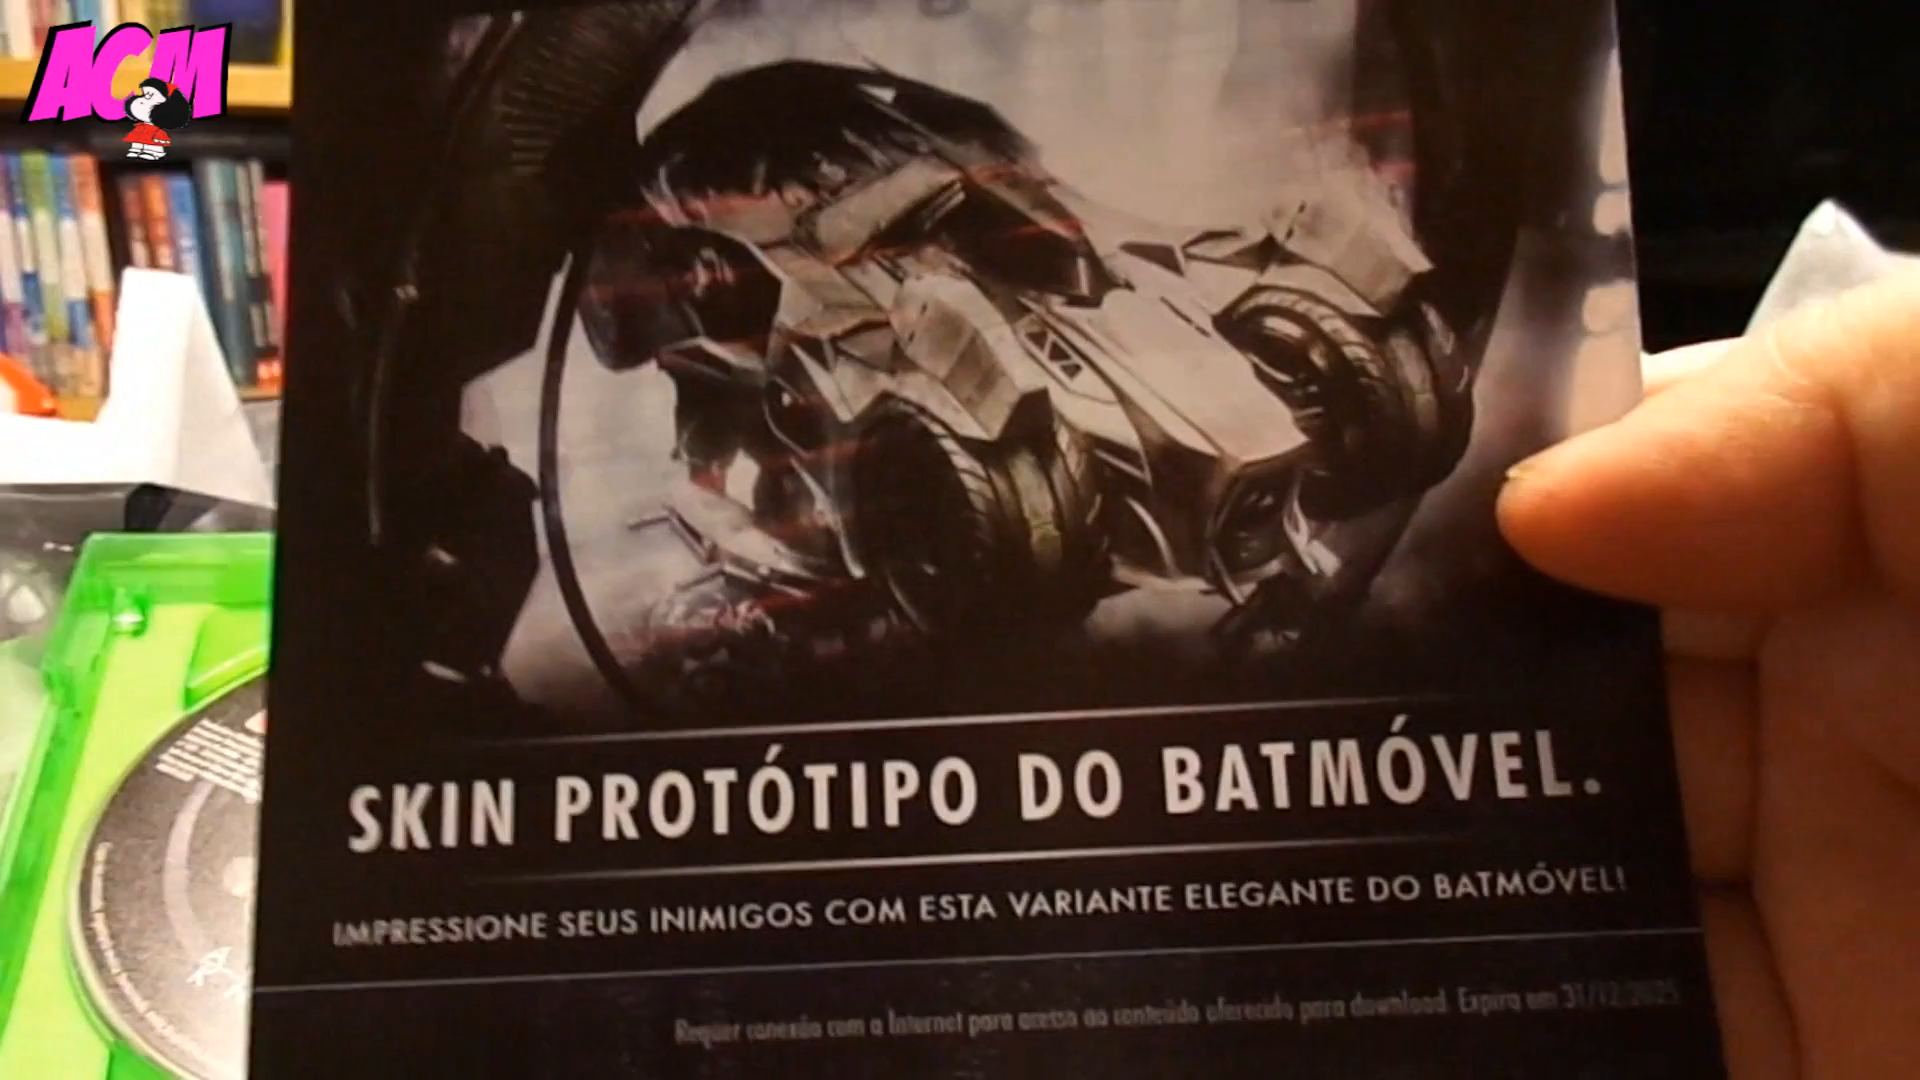 ACM
SKIN PROTÓTIPO DO BATMÓVEL.
IMPRESSIONE SEUS INIMIGOS COM ESTA VARIANTE ELEGANTE DO BATMÓVEL!
Requer conexão com a Internet para acesso ao conteúdo oferecido para download. Expira em 31/12/2025